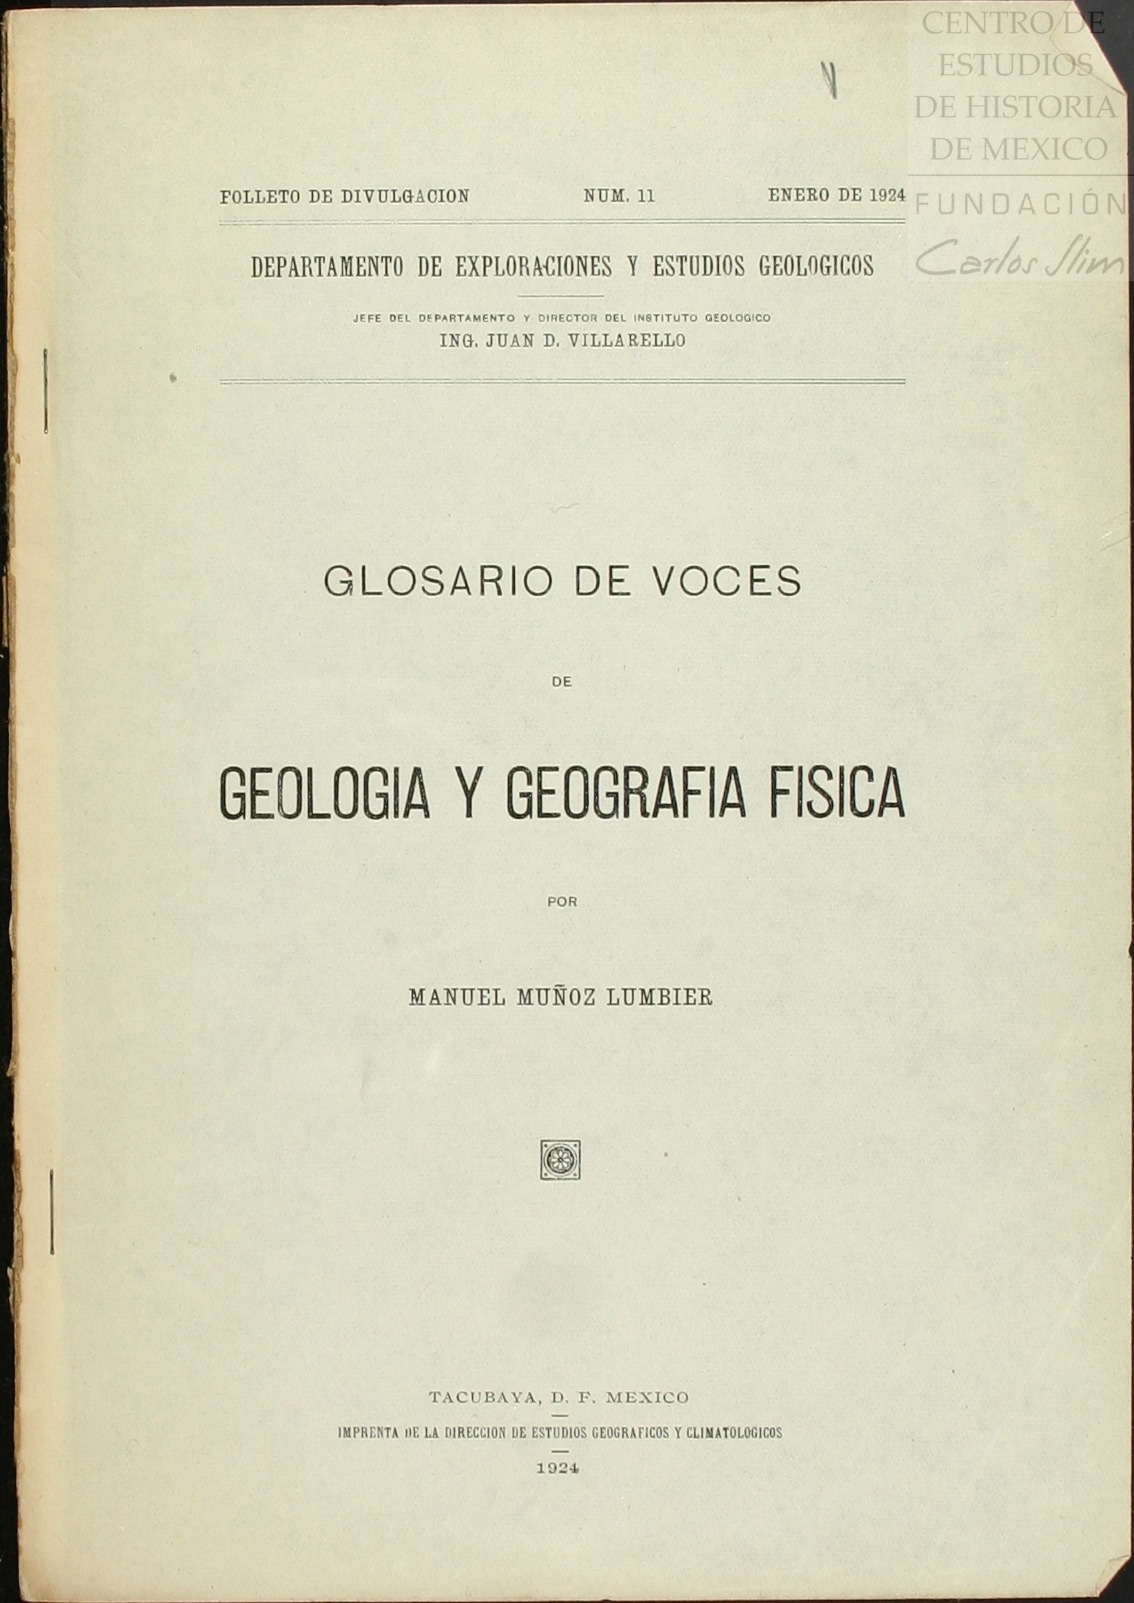 CENTRO DE
ESTUDIOS
DE HISTORIA
DE MEXICO
FUNDACIÓN
Carlos Slim
FOLLETO DE DIVULGACION NUM. 11 ENERO DE 1924
DEPARTAMENTO DE EXPLORACIONES Y ESTUDIOS GEOLOGICOS
JEFE DEL DEPARTAMENTO Y DIRECTOR DEL INSTITUTO GEOLOGICO
ING. JUAN D. VILLARELLO
GLOSARIO DE VOCES
DE
GEOLOGIA Y GEOGRAFIA FISICA
POR
MANUEL MUÑOZ LUMBIER
TACUBAYA, D. F. MEXICO
IMPRENTA DE LA DIRECCION DE ESTUDIOS GEOGRAFICOS Y CLIMATOLOGICOS
1924